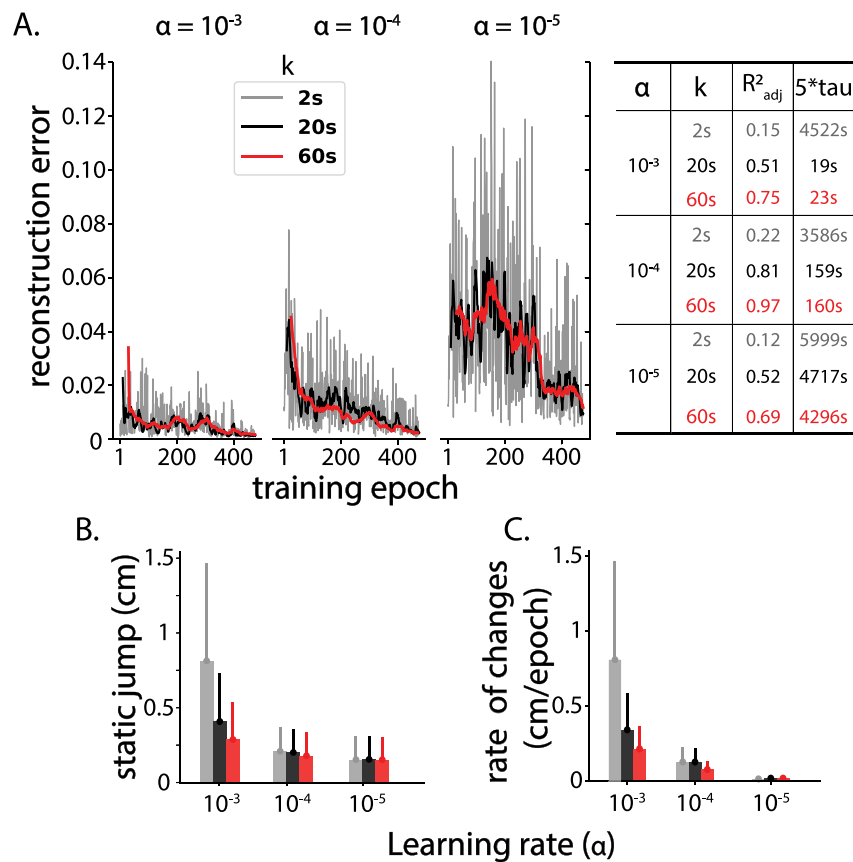 A.
α = 10⁻³ α = 10⁻⁴ α = 10⁻⁵
reconstruction error
0.14
0.12
0.10
0.08
0.06
0.04
0.02
0
k
2s
20s
60s
1 200 400 1 200 400 1 200 400
training epoch
α k R²adj 5*tau
2s 0.15 4522s
10⁻³ 20s 0.51 19s
60s 0.75 23s
2s 0.22 3586s
10⁻⁴ 20s 0.81 159s
60s 0.97 160s
2s 0.12 5999s
10⁻⁵ 20s 0.52 4717s
60s 0.69 4296s
B.
static jump (cm)
1.5
1
0.5
0
10⁻³ 10⁻⁴ 10⁻⁵
C.
rate of changes
(cm/epoch)
1.5
1
0.5
0
10⁻³ 10⁻⁴ 10⁻⁵
Learning rate (α)